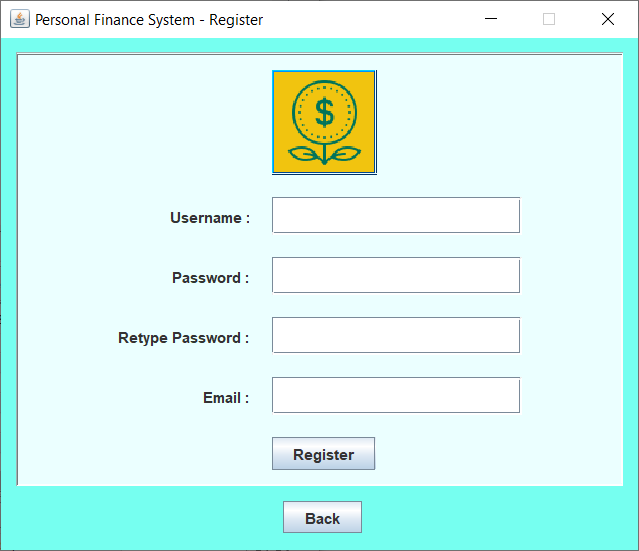 Personal Finance System - Register
$
Username :
Password :
Retype Password :
Email :
Register
Back